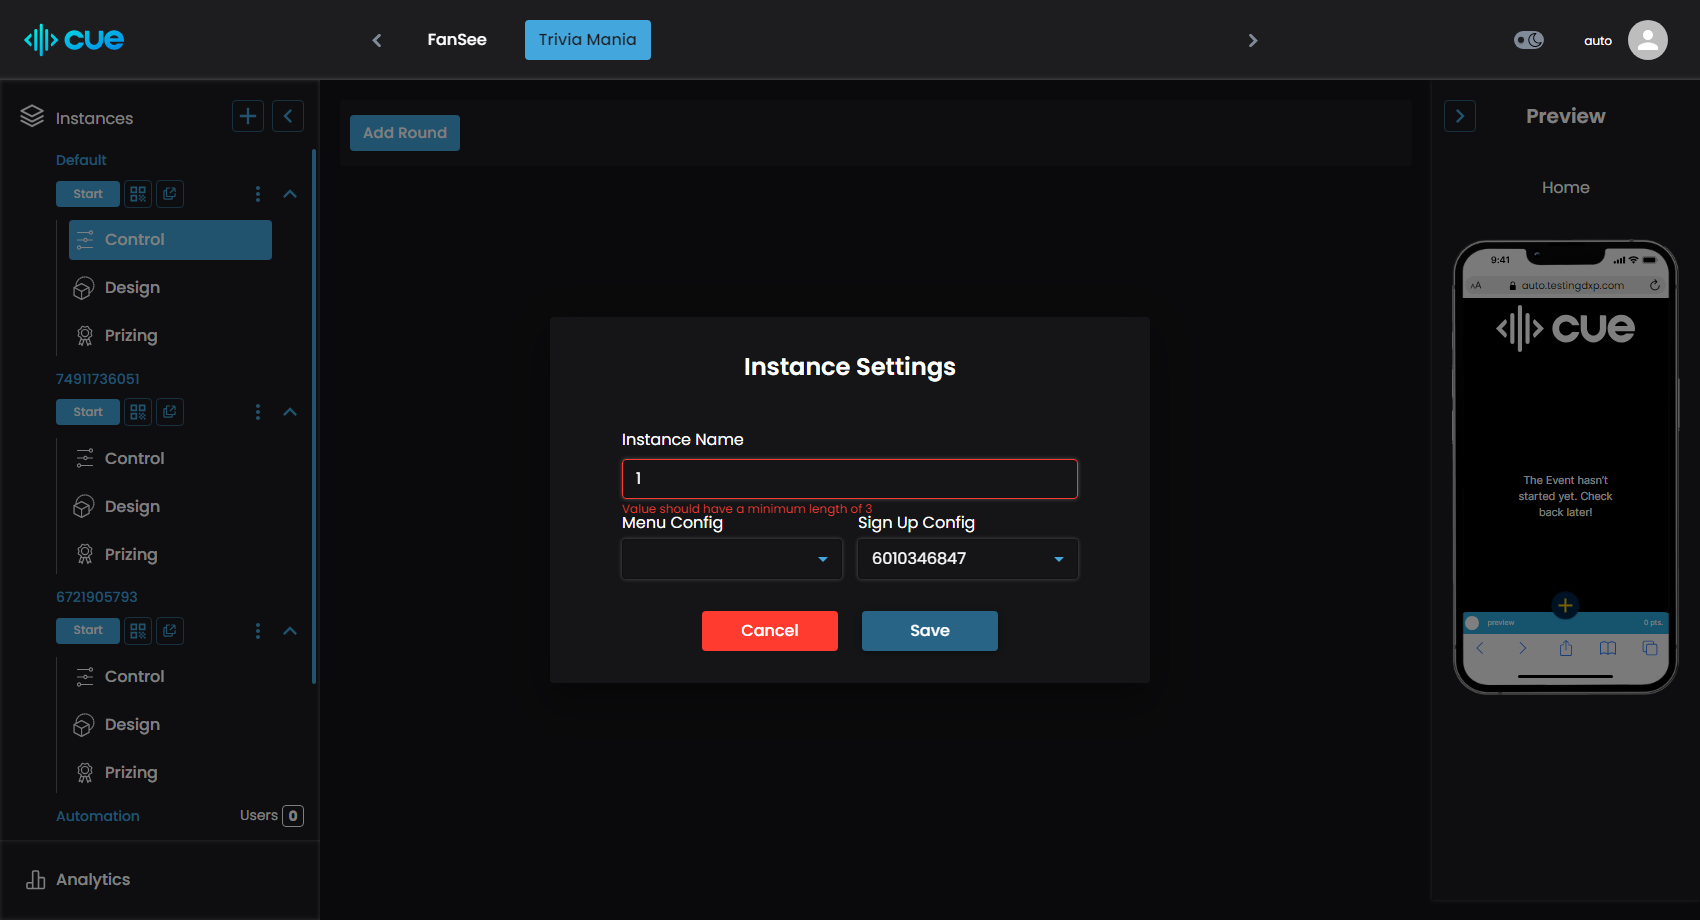 cue
FanSee
Trivia Mania
auto
Instances
Default
Start
Control
Design
Prizing
74911736051
Start
Control
Design
Prizing
6721905793
Start
Control
Design
Prizing
Automation
Users 0
Analytics
Add Round
Instance Settings
Instance Name
1
Value should have a minimum length of 3
Menu Config
Sign Up Config
6010346847
Cancel
Save
Preview
Home
9:41
AA
auto.testingdxp.com
cue
The Event hasn't
started yet. Check
back later!
preview
0 pts.